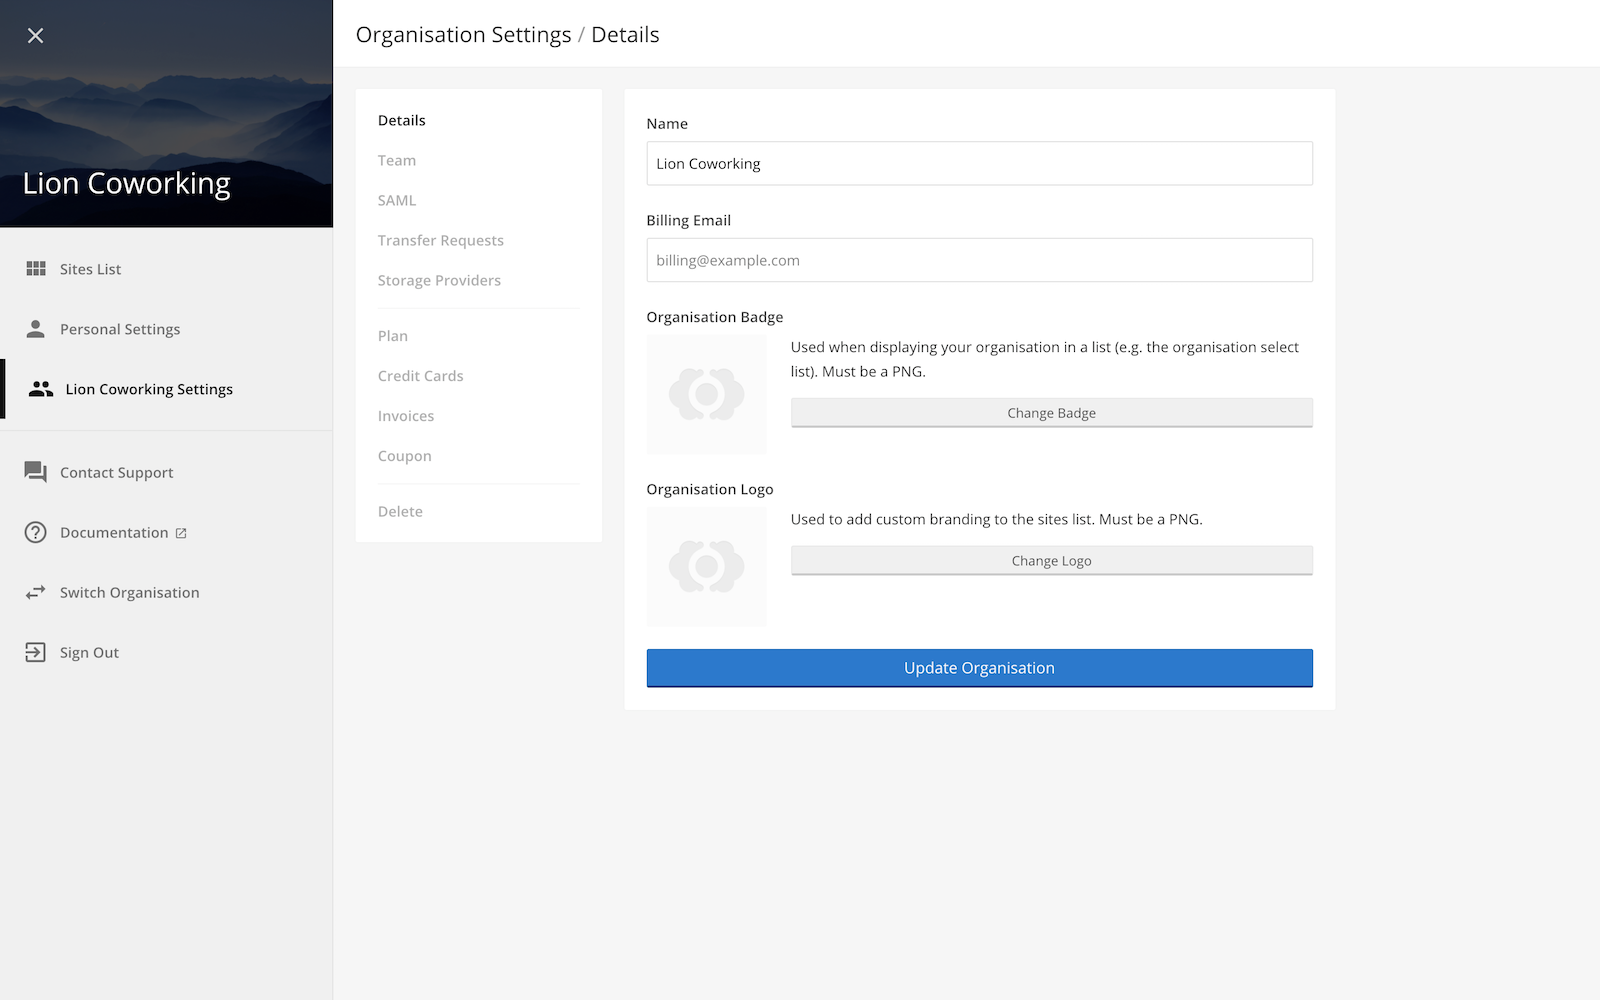 Lion Coworking
Sites List
Personal Settings
Lion Coworking Settings
Contact Support
Documentation
Switch Organisation
Sign Out
Organisation Settings / Details
Details
Team
SAML
Transfer Requests
Storage Providers
Plan
Credit Cards
Invoices
Coupon
Delete
Name
Lion Coworking
Billing Email
billing@example.com
Organisation Badge
Used when displaying your organisation in a list (e.g. the organisation select
list). Must be a PNG.
Change Badge
Organisation Logo
Used to add custom branding to the sites list. Must be a PNG.
Change Logo
Update Organisation